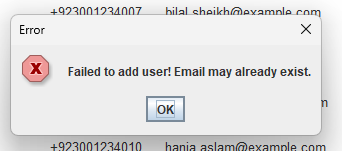 +923001234007 bilal.sheikh@example.com
Error
Failed to add user! Email may already exist.
OK
+923001234010 hania.aslam@example.com